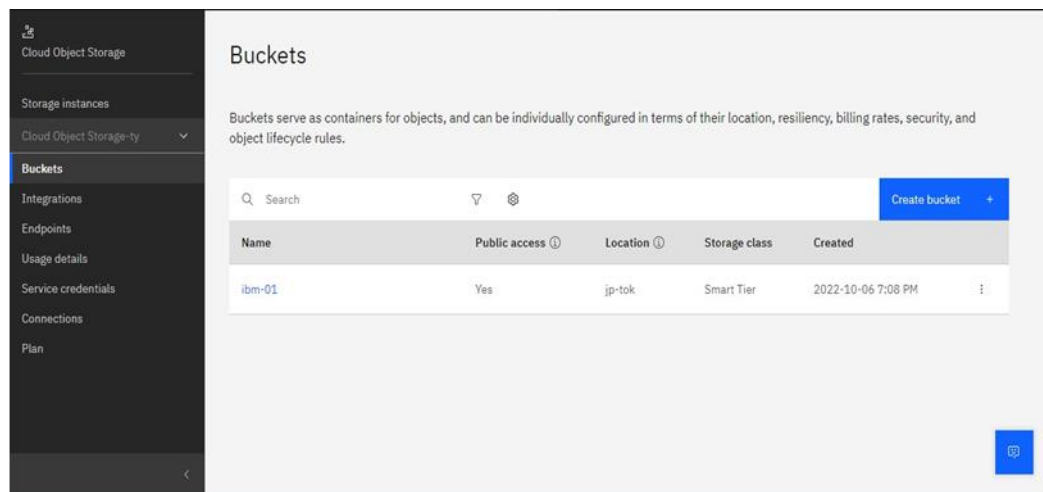 Cloud Object Storage
Storage instances
Cloud Object Storage-ty
Buckets
Integrations
Endpoints
Usage details
Service credentials
Connections
Plan
Buckets
Buckets serve as containers for objects, and can be individually configured in terms of their location, resiliency, billing rates, security, and
object lifecycle rules.
Search
Create bucket +
Name Public access Location Storage class Created
ibm-01 Yes jp-tok Smart Tier 2022-10-06 7:08 PM